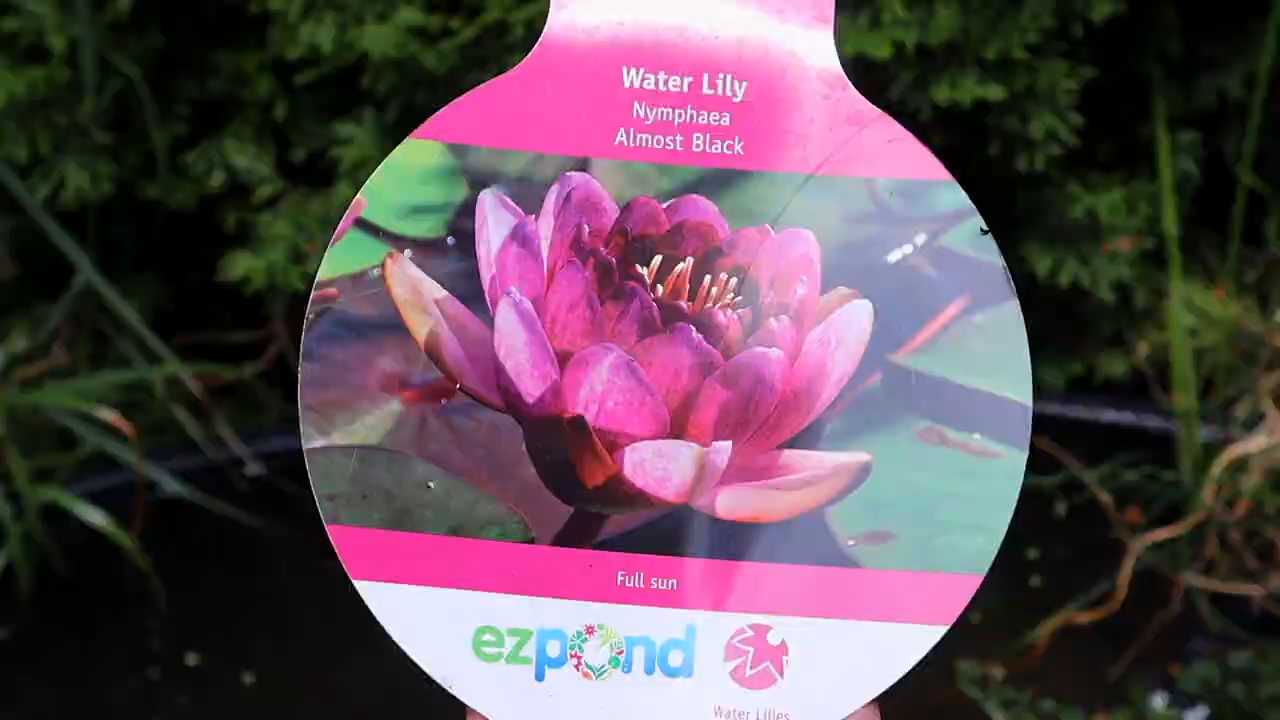 Water Lily
Nymphaea
Almost Black
Full sun
ezpond
Water Lilies